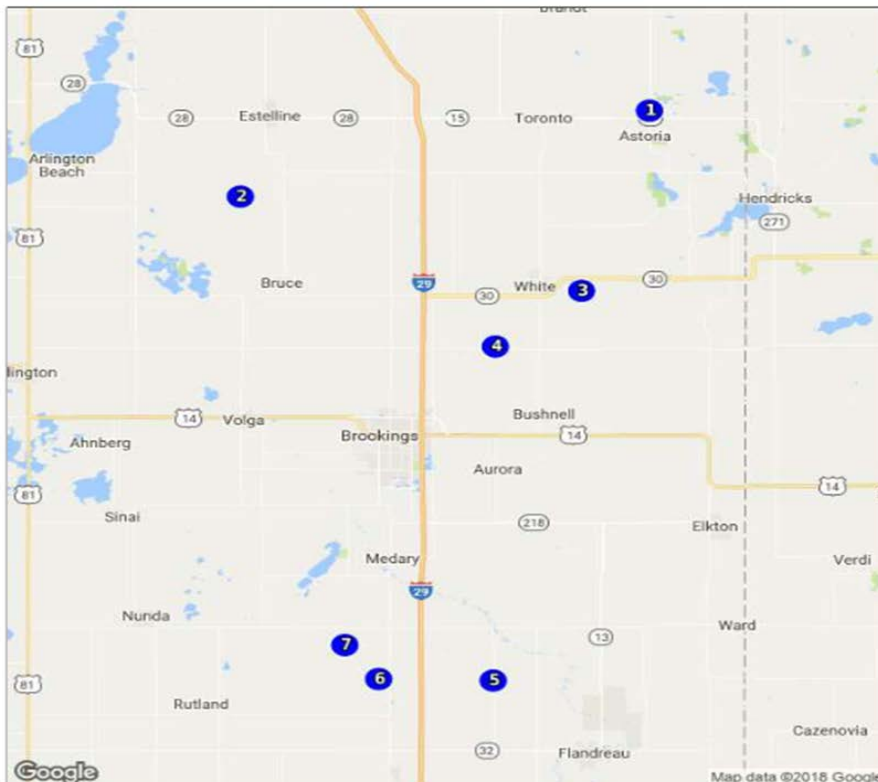 Brandt
81
28
28
Estelline
28
15
Toronto
1
Astoria
Arlington
Beach
2
Hendricks
271
81
Bruce
29
30
White
3
30
4
lington
14
Volga
Bushnell
Ahnberg
Brookings
14
Aurora
81
14
Sinai
218
Elkton
Medary
Verdi
29
Nunda
Ward
13
7
81
6
5
Rutland
Cazenovia
32
Flandreau
Google
Map data ©2018 Google